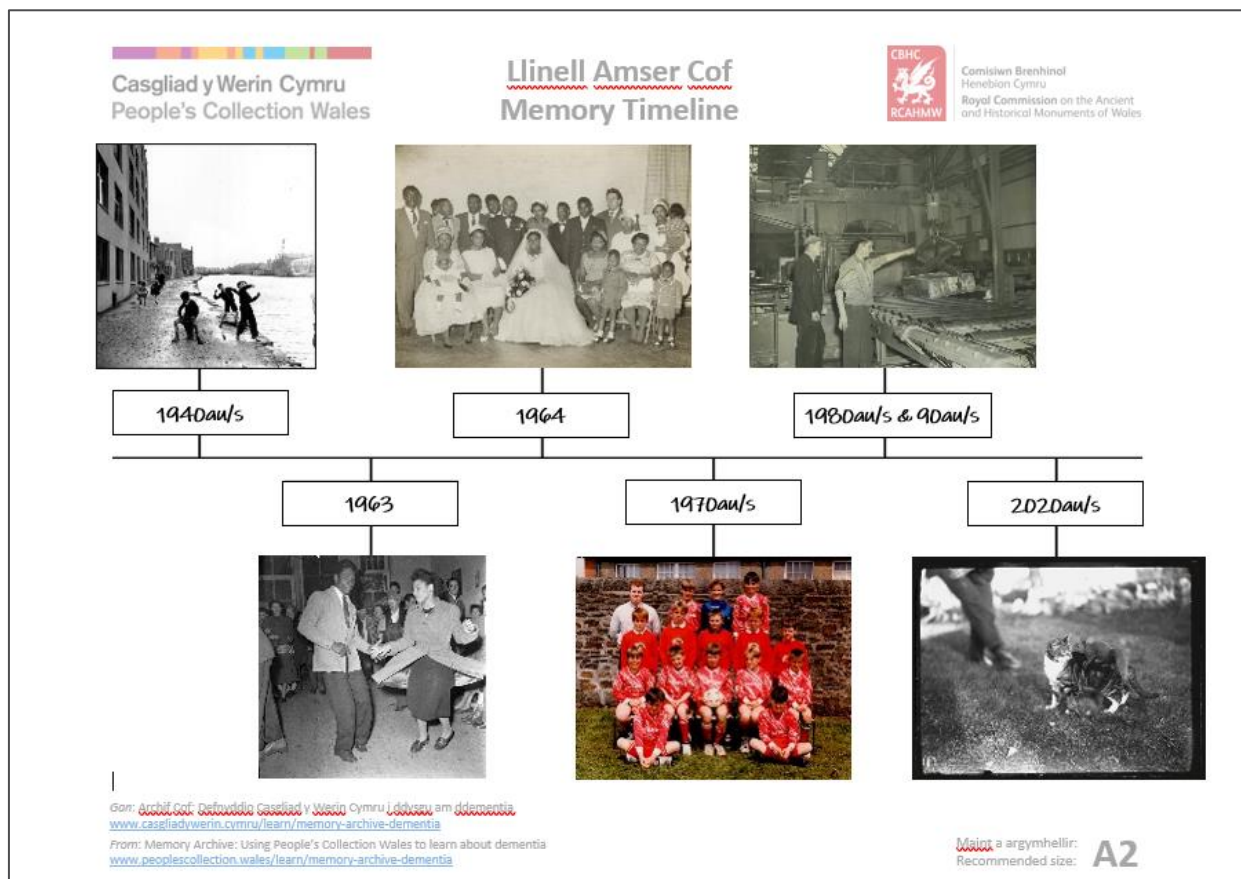 Casgliad y Werin Cymru
People's Collection Wales
Llinell Amser Cof
Memory Timeline
CBHC
RCAHMW
Comisiwn Brenhinol
Henebion Cymru
Royal Commission on the Ancient
and Historical Monuments of Wales
1940au/s
1964
1980au/s & 90au/s
1963
1970au/s
2020au/s
Gan: Archif Cof: Defnyddio Casgliad y Werin Cymru i ddysgu am ddementia
www.casgliadywerin.cymru/learn/memory-archive-dementia
From: Memory Archive: Using People's Collection Wales to learn about dementia
www.peoplescollection.wales/learn/memory-archive-dementia
Maint a argymhellir:
Recommended size:
A2